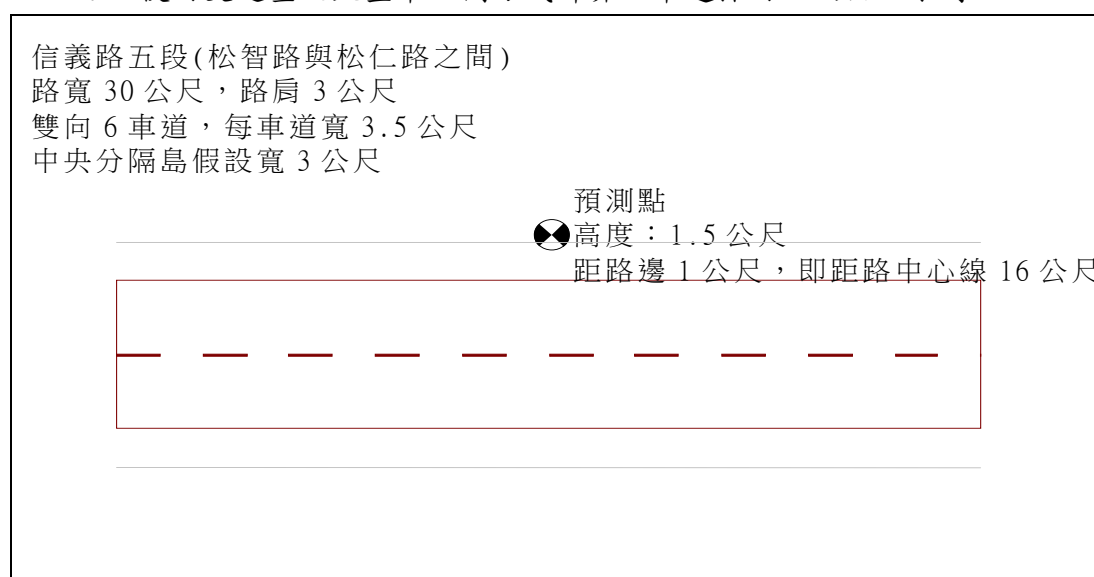 信義路五段(松智路與松仁路之間)
路寬 30 公尺，路肩 3 公尺
雙向 6 車道，每車道寬 3.5 公尺
中央分隔島假設寬 3 公尺
預測點
高度：1.5 公尺
距路邊 1 公尺，即距路中心線 16 公尺